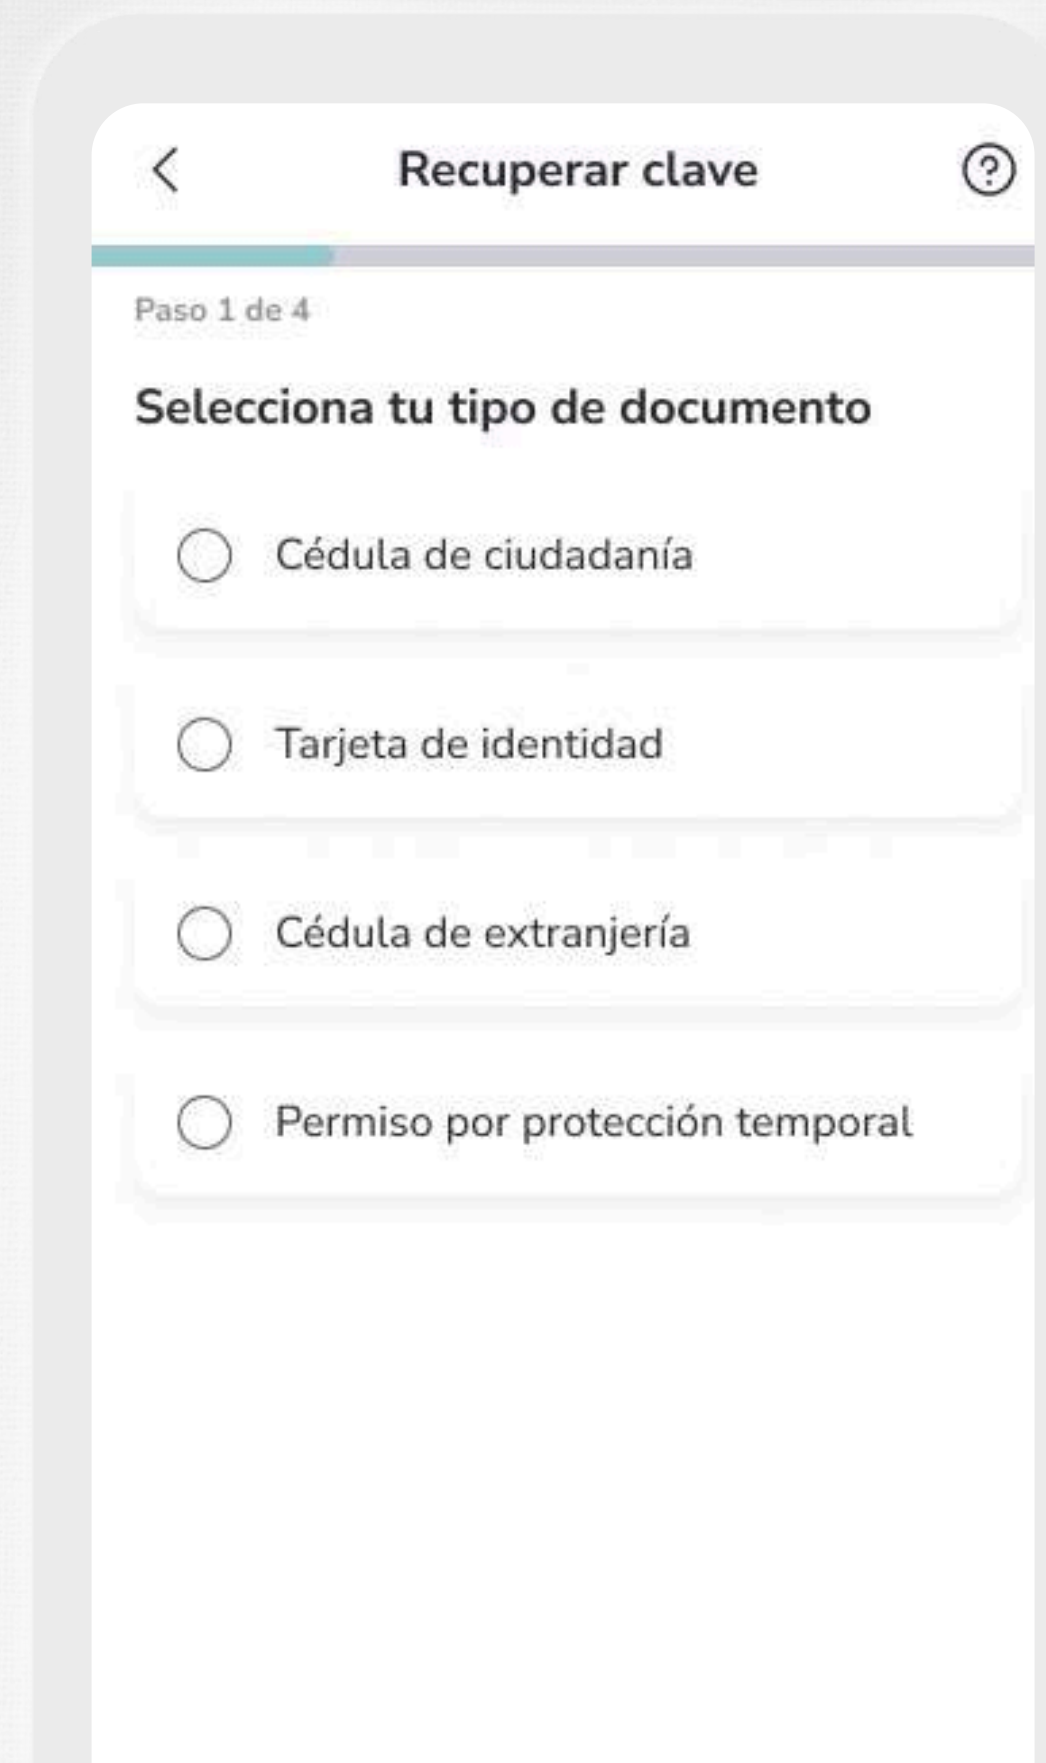 Recuperar clave
Paso 1 de 4
Selecciona tu tipo de documento
Cédula de ciudadanía
Tarjeta de identidad
Cédula de extranjería
Permiso por protección temporal